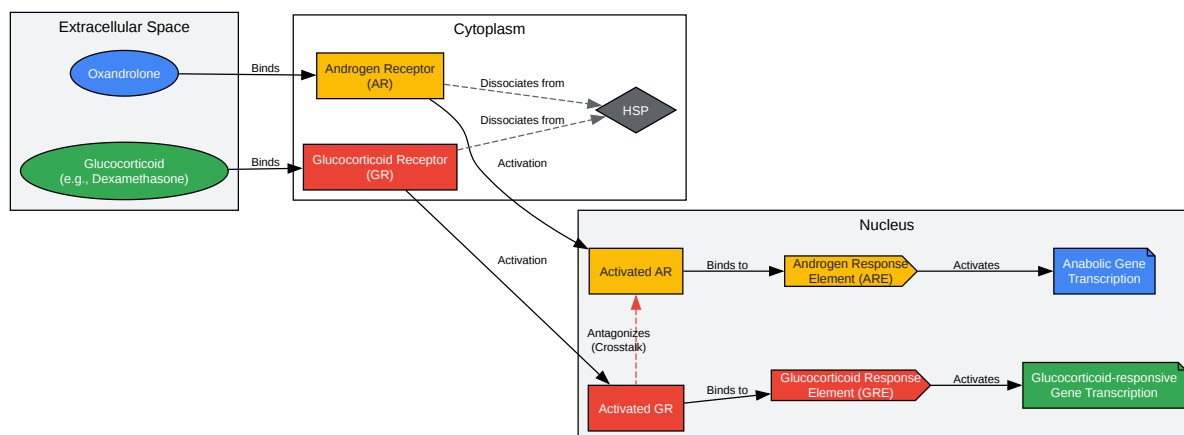 Extracellular Space
Oxandrolone
Glucocorticoid
(e.g., Dexamethasone)
Binds
Binds
Cytoplasm
Androgen Receptor
(AR)
Glucocorticoid Receptor
(GR)
Dissociates from
Dissociates from
HSP
Activation
Activation
Nucleus
Activated AR
Binds to
Androgen Response
Element (ARE)
Activates
Anabolic Gene
Transcription
Antagonizes
(Crosstalk)
Activated GR
Binds to
Glucocorticoid Response
Element (GRE)
Activates
Glucocorticoid-responsive
Gene Transcription